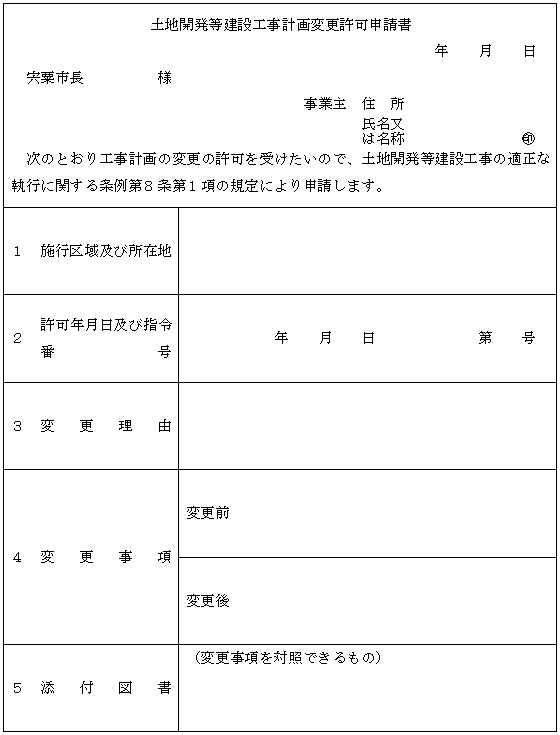 土地開発等建設工事計画変更許可申請書
年　　月　　日
宍粟市長　　　　　様
事業主　住　所
氏名又
は名称　　　　　　　　㊞
次のとおり工事計画の変更の許可を受けたいので、土地開発等建設工事の適正な
執行に関する条例第８条第１項の規定により申請します。
１　施行区域及び所在地
２　許可年月日及び指令
番　　　　　　　号
年　　月　　日　　　　　　　第　　号
３　変　更　理　由
４　変　更　事　項
変更前
変更後
５　添　付　図　書
（変更事項を対照できるもの）